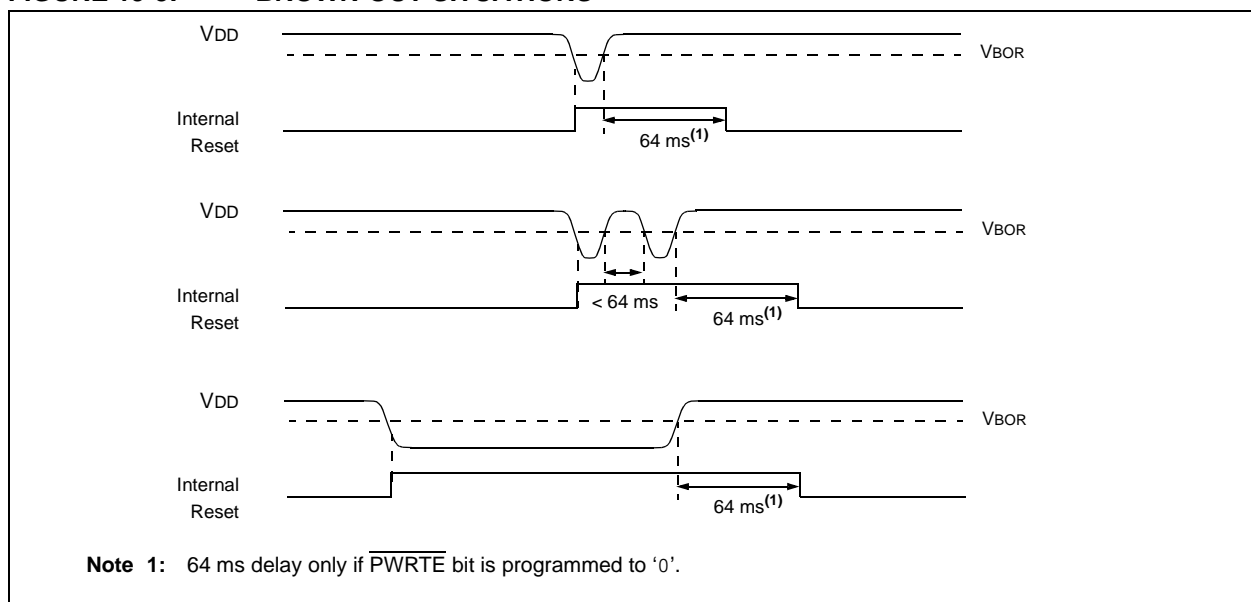 VDD
VBOR
Internal
Reset
64 ms(1)
VDD
VBOR
Internal
Reset
< 64 ms
64 ms(1)
VDD
VBOR
Internal
Reset
64 ms(1)
Note 1: 64 ms delay only if PWRTE bit is programmed to ‘0’.